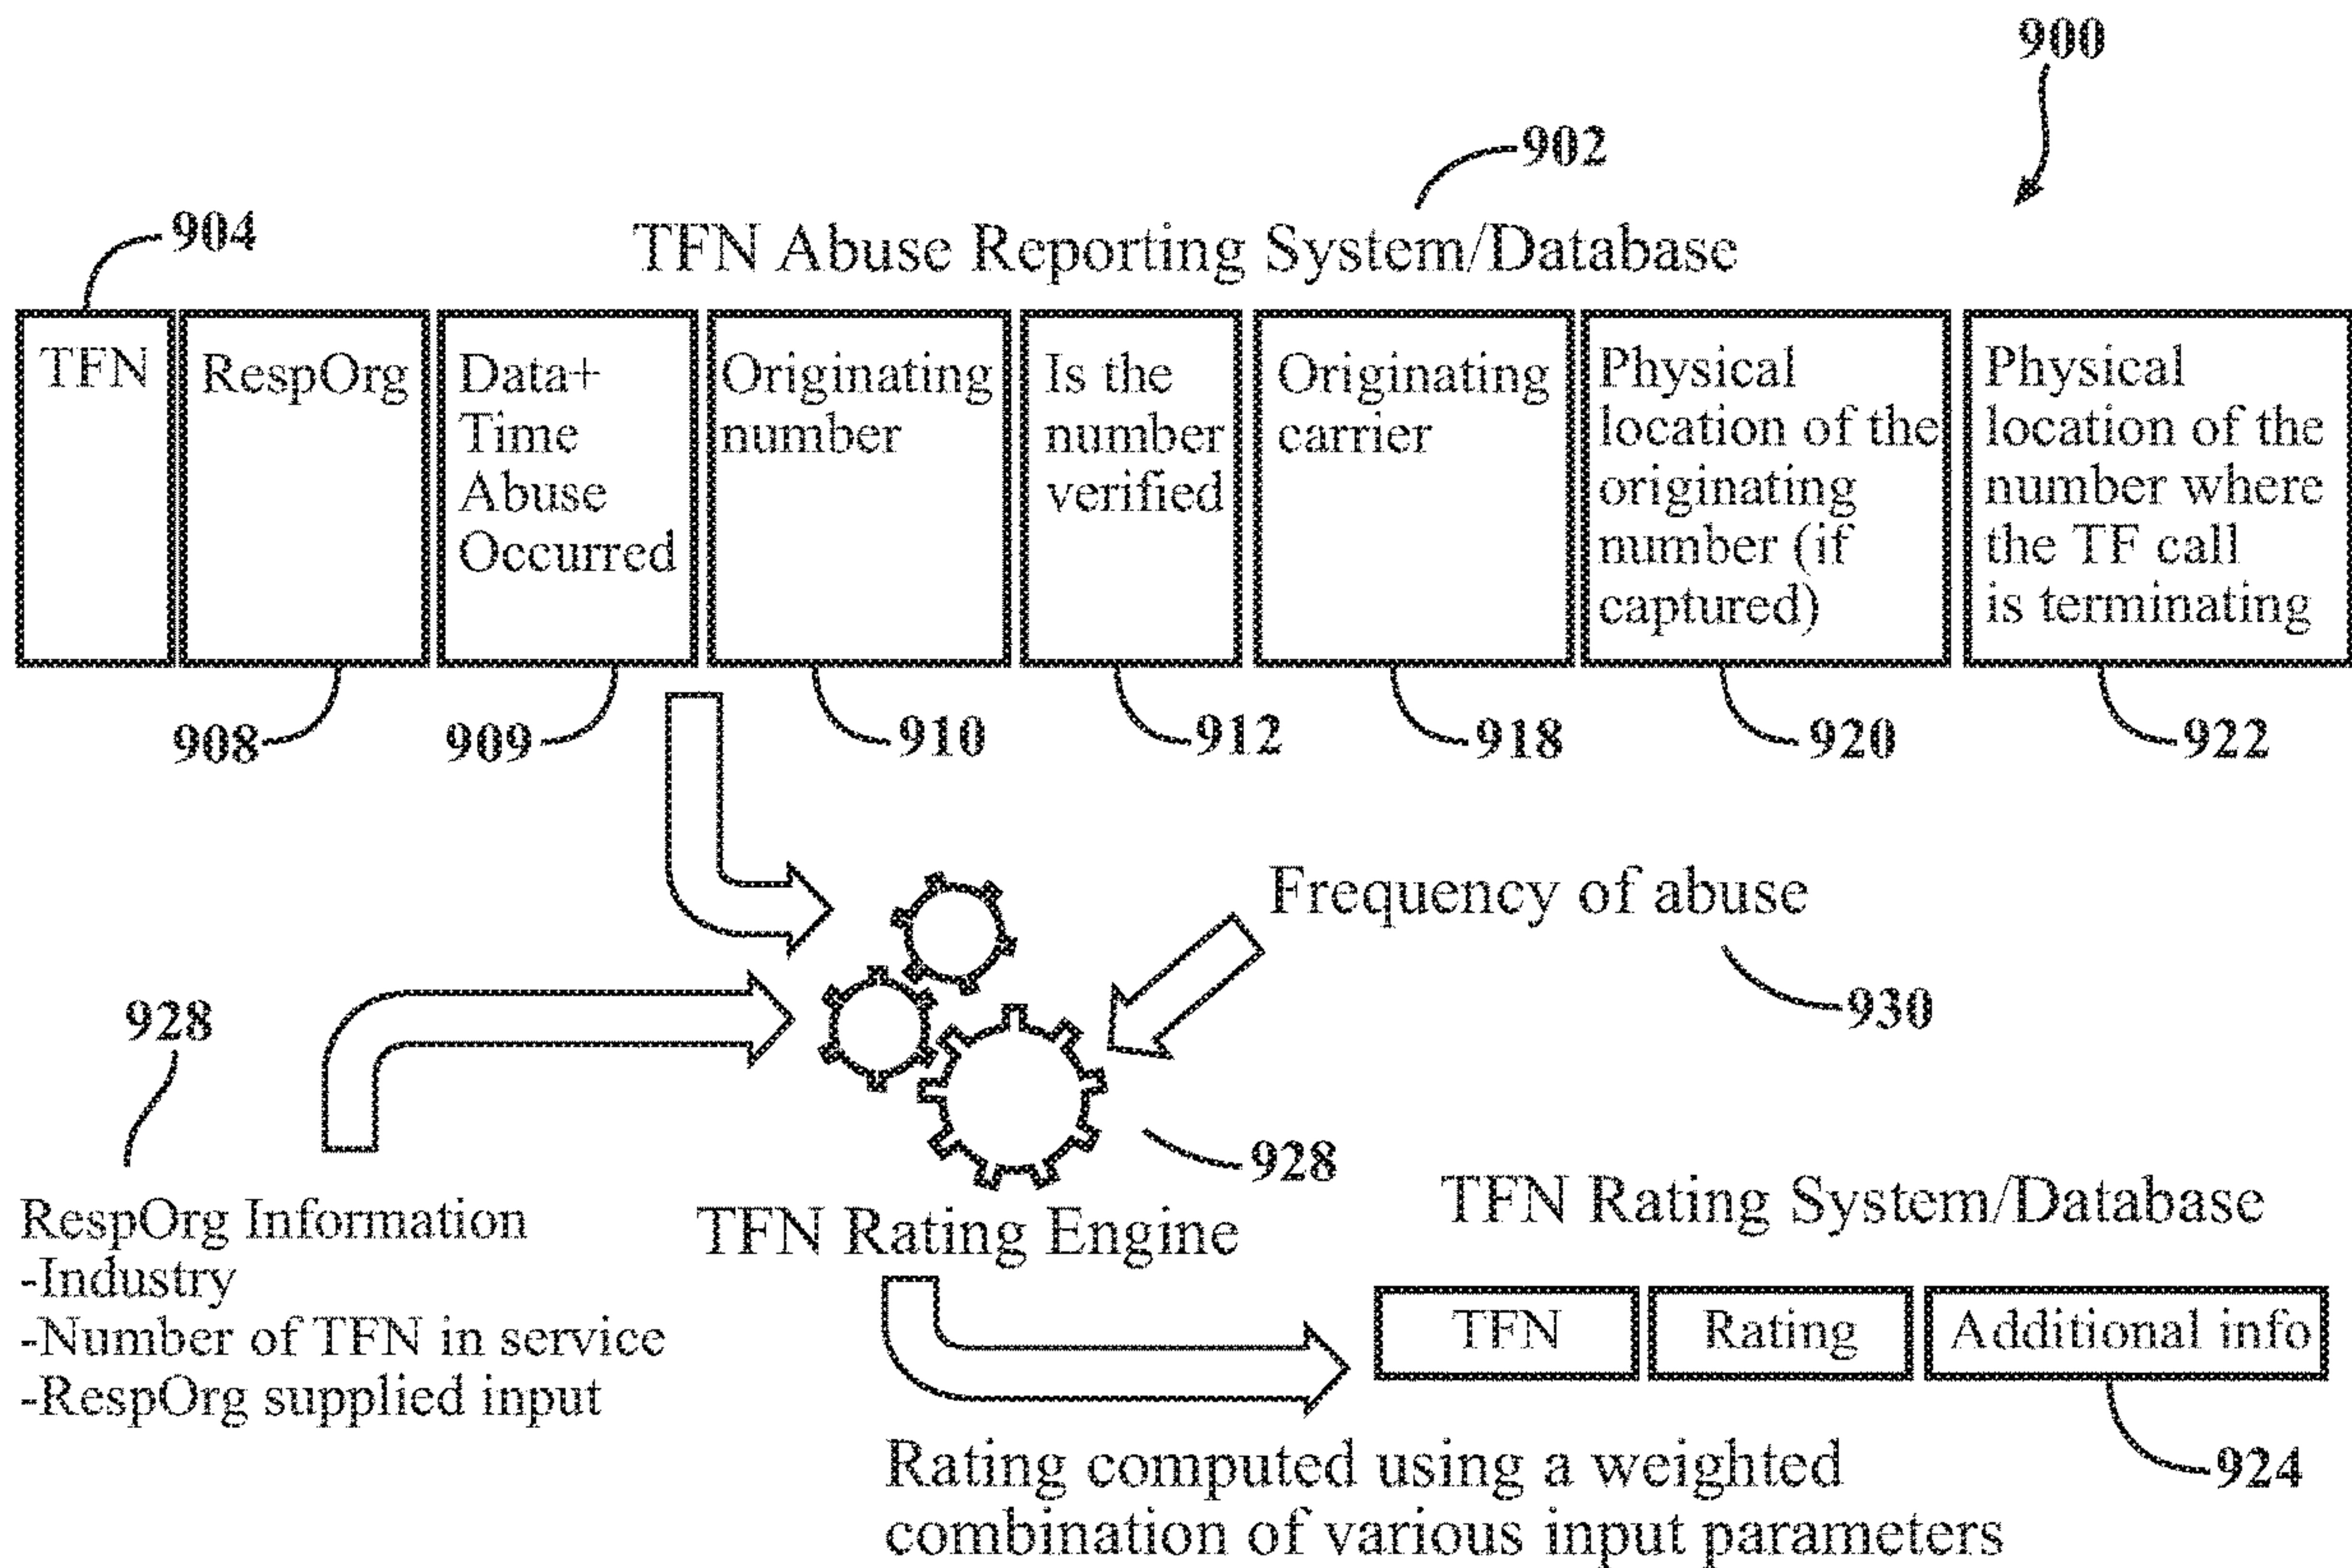 900
902
904
TFN Abuse Reporting System/Database
TFN
RespOrg
Data+
Time
Abuse
Occurred
Originating
number
Is the
number
verified
Originating
carrier
Physical
location of the
originating
number (if
captured)
Physical
location of the
number where
the TF call
is terminating
908
909
910
912
918
920
922
Frequency of abuse
930
928
928
RespOrg Information
-Industry
-Number of TFN in service
-RespOrg supplied input
TFN Rating Engine
TFN Rating System/Database
TFN
Rating
Additional info
924
Rating computed using a weighted
combination of various input parameters